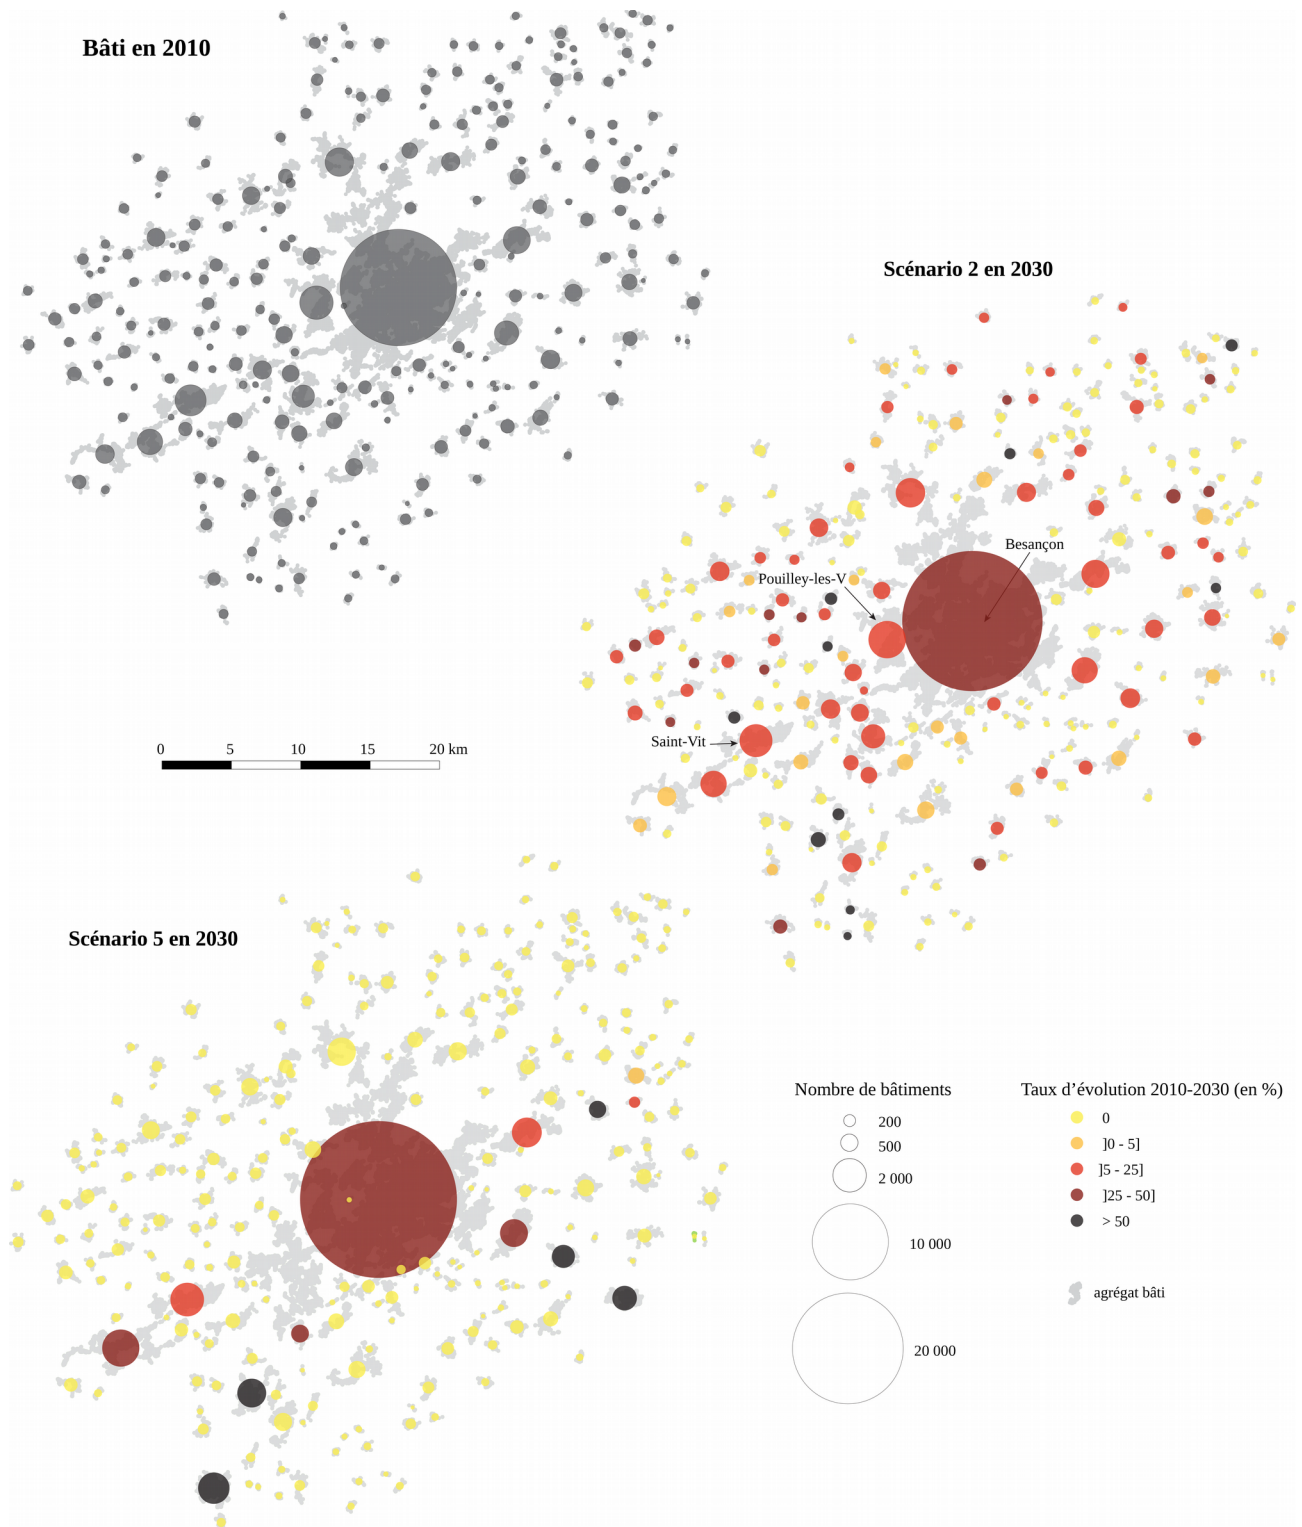 Bâti en 2010
Scénario 2 en 2030
Besançon
Pouilley-les-V
Saint-Vit
0 5 10 15 20 km
Scénario 5 en 2030
Nombre de bâtiments
200
500
2 000
10 000
20 000
Taux d’évolution 2010-2030 (en %)
0
]0 - 5]
]5 - 25]
]25 - 50]
> 50
agrégat bâti